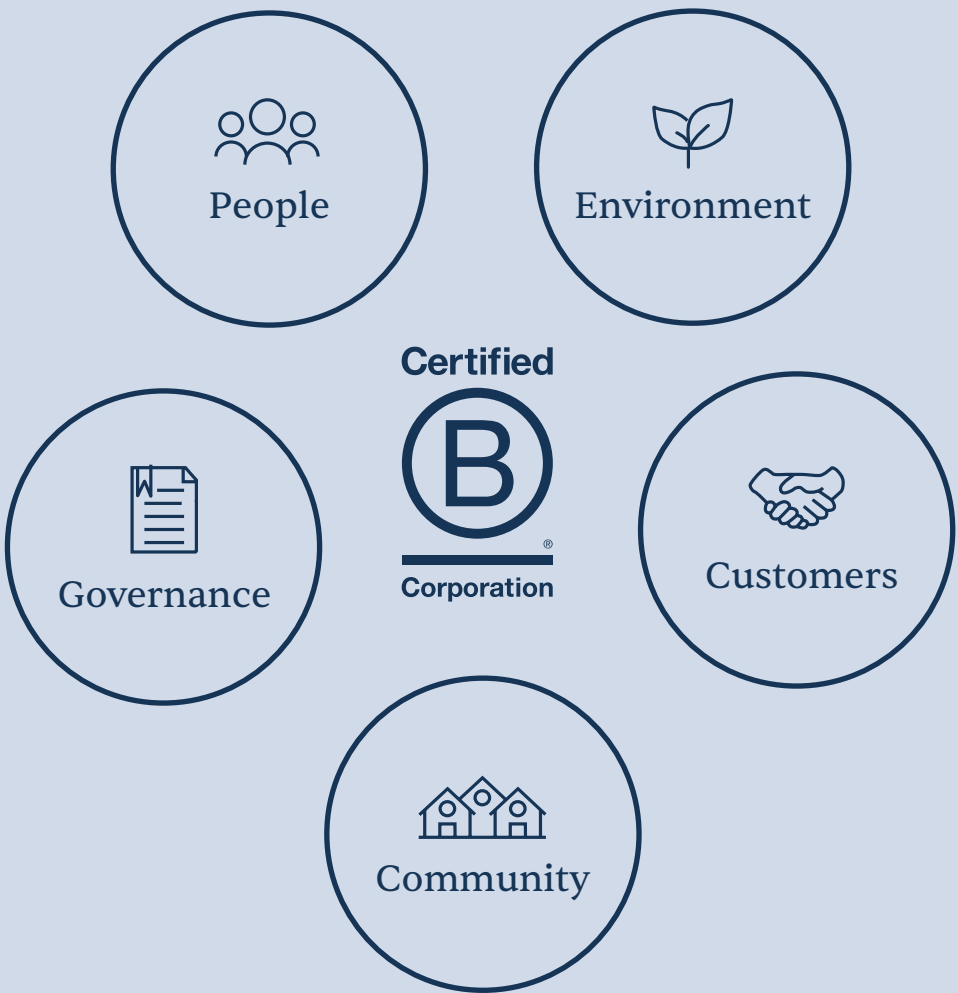 People
Environment
Certified
B
®
Corporation
Governance
Customers
Community